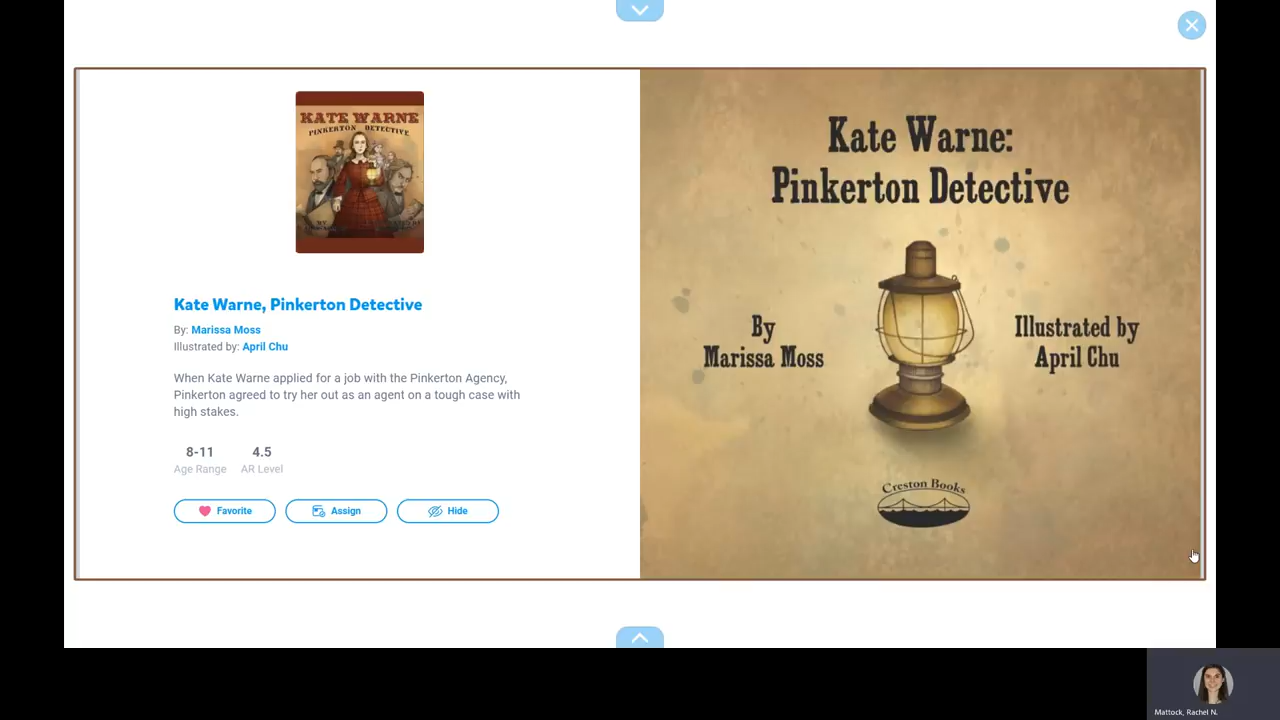 KATE WARNE
PINKERTON DETECTIVE
Kate Warne, Pinkerton Detective
By: Marissa Moss
Illustrated by: April Chu
When Kate Warne applied for a job with the Pinkerton Agency,
Pinkerton agreed to try her out as an agent on a tough case with
high stakes.
8-11 4.5
Age Range AR Level
Favorite Assign Hide
Kate Warne:
Pinkerton Detective
By
Marissa Moss
Illustrated by
April Chu
Creston Books
Mattock, Rachel N.